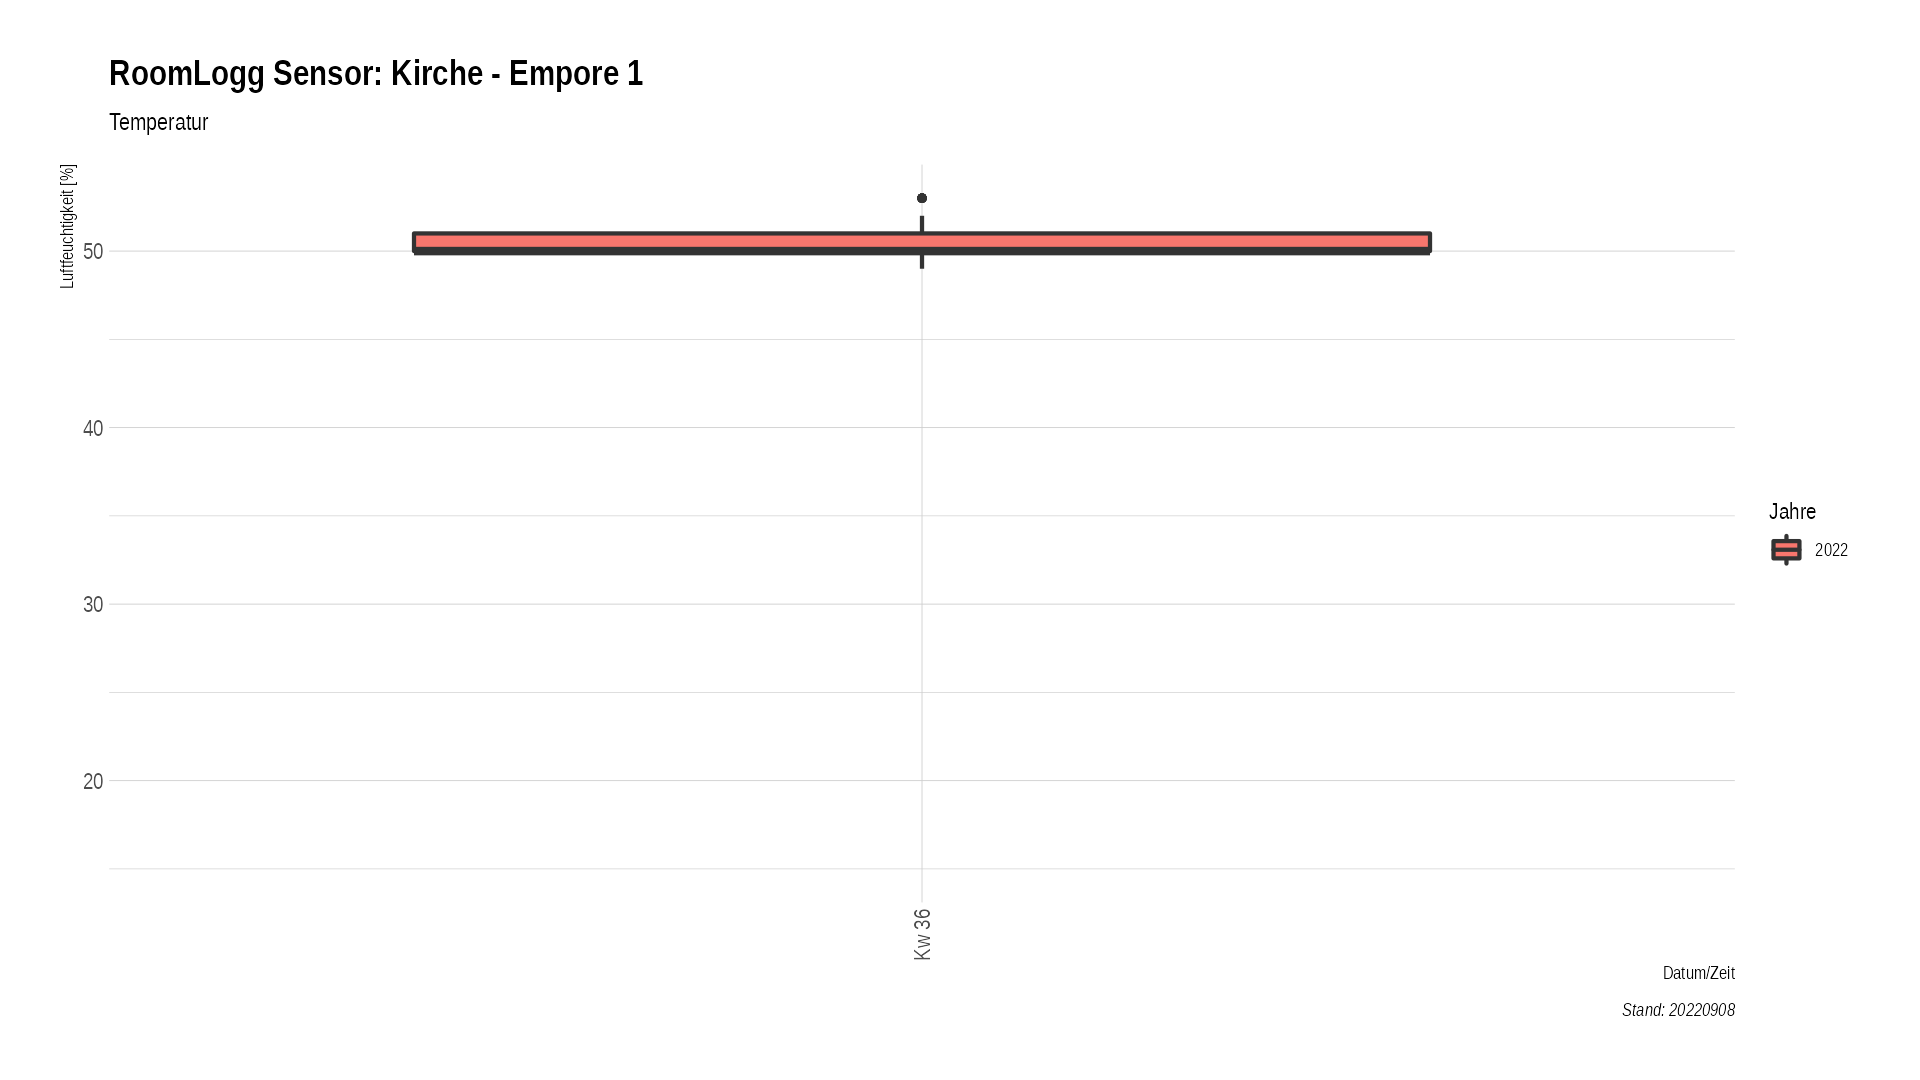 RoomLogg Sensor: Kirche - Empore 1
Temperatur
Luftfeuchtigkeit [%]
50
40
30
20
Kw 36
Jahre
2022
Datum/Zeit
Stand: 20220908